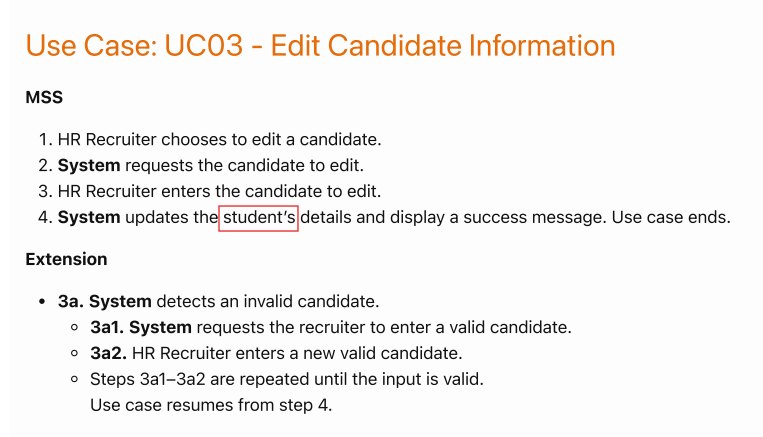 Use Case: UC03 - Edit Candidate Information
MSS
1. HR Recruiter chooses to edit a candidate.
2. System requests the candidate to edit.
3. HR Recruiter enters the candidate to edit.
4. System updates the student's details and display a success message. Use case ends.
Extension
• 3a. System detects an invalid candidate.
◦ 3a1. System requests the recruiter to enter a valid candidate.
◦ 3a2. HR Recruiter enters a new valid candidate.
◦ Steps 3a1–3a2 are repeated until the input is valid.
Use case resumes from step 4.